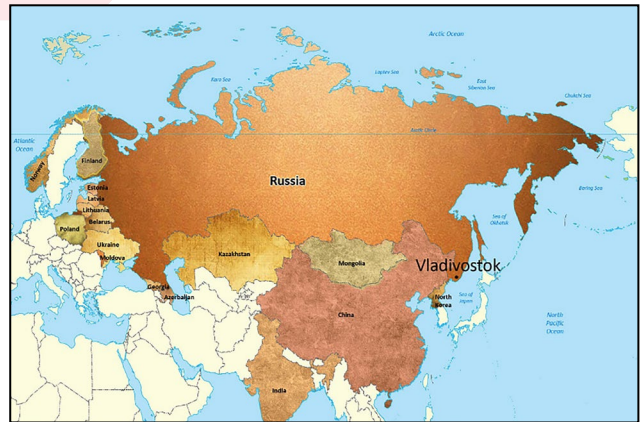 Arctic Ocean
Kara Sea
Laptev Sea
East
Siberian Sea
Chukchi Sea
Atlantic
Ocean
Norway
Finland
Russia
Bering Sea
Estonia
Latvia
Lithuania
Belarus
Poland
Ukraine
Moldova
Sea of
Okhotsk
Kazakhstan
Mongolia
Vladivostok
Georgia
Azerbaijan
North
Korea
Sea of
Japan
China
North
Pacific
Ocean
India